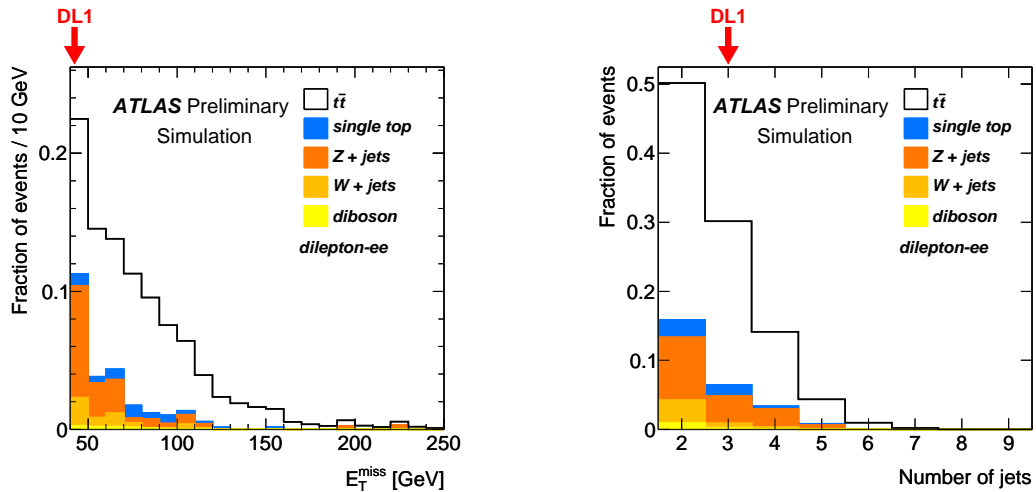 DL1
Fraction of events / 10 GeV
0.2
0.1
0
ATLAS Preliminary
Simulation
tt̄
single top
Z + jets
W + jets
diboson
dilepton-ee
50 100 150 200 250
E_T^miss [GeV]
DL1
Fraction of events
0.5
0.4
0.3
0.2
0.1
0
ATLAS Preliminary
Simulation
tt̄
single top
Z + jets
W + jets
diboson
dilepton-ee
2 3 4 5 6 7 8 9
Number of jets